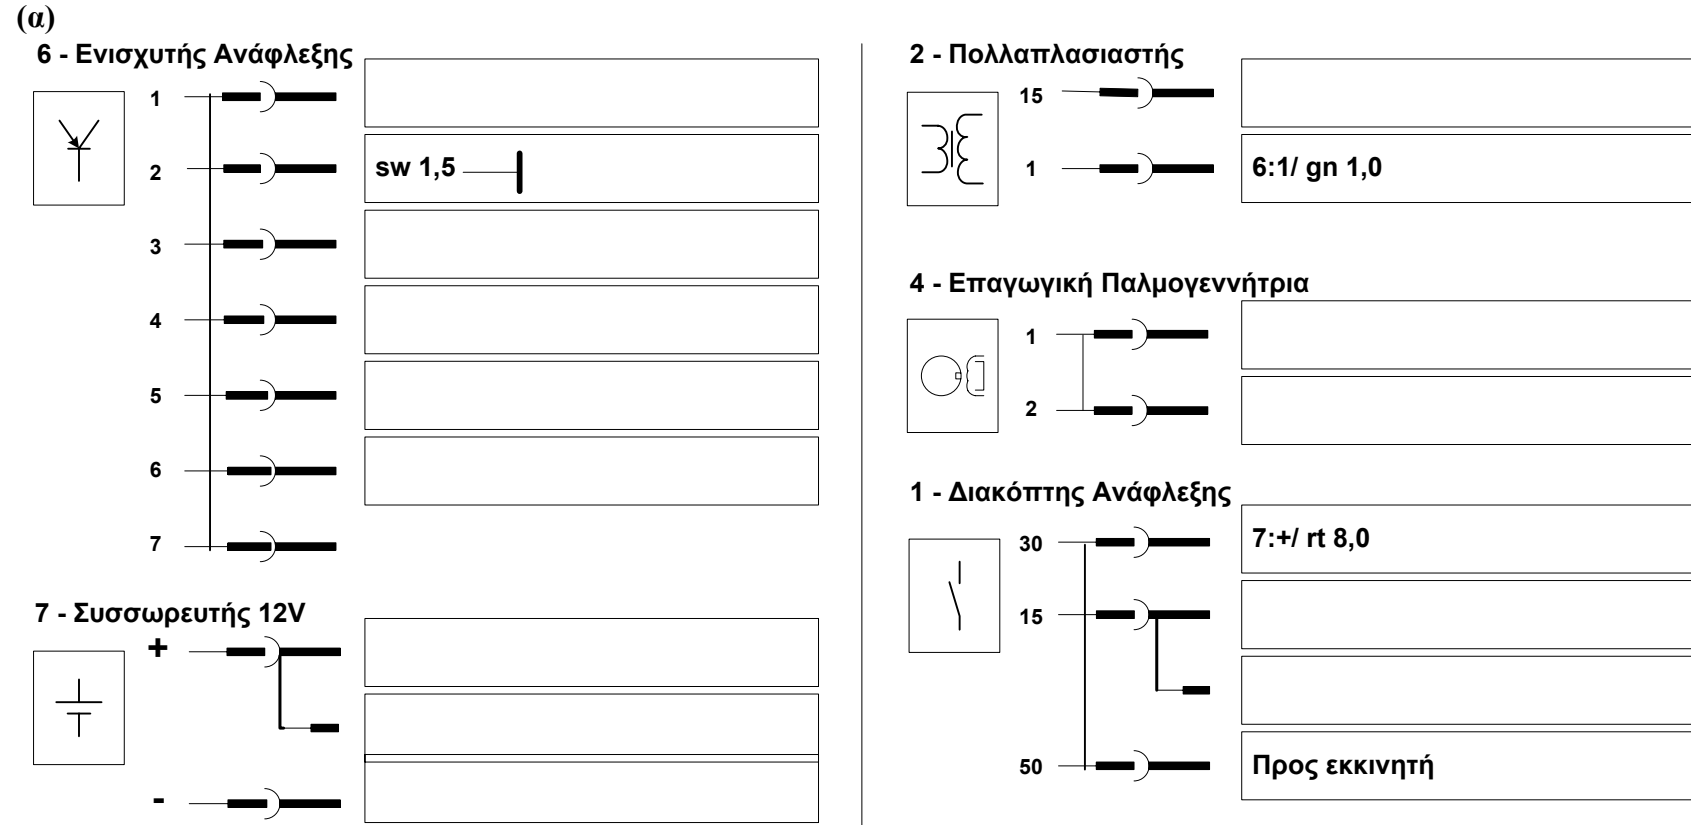 (α)
6 - Ενισχυτής Ανάφλεξης
1
2
sw 1,5
3
4
5
6
7
7 - Συσσωρευτής 12V
+
-
2 - Πολλαπλασιαστής
15
1
6:1/ gn 1,0
4 - Επαγωγική Παλμογεννήτρια
1
2
1 - Διακόπτης Ανάφλεξης
30
7:+/ rt 8,0
15
50
Προς εκκινητή